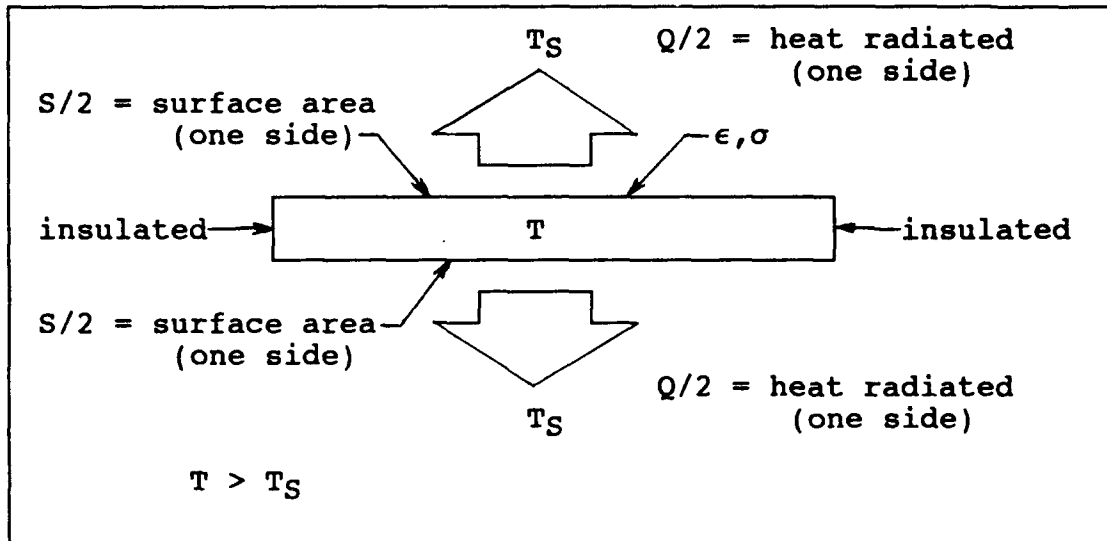 T_S
Q/2 = heat radiated
(one side)
S/2 = surface area
(one side)
ϵ,σ
insulated
T
insulated
S/2 = surface area
(one side)
T_S
Q/2 = heat radiated
(one side)
T > T_S